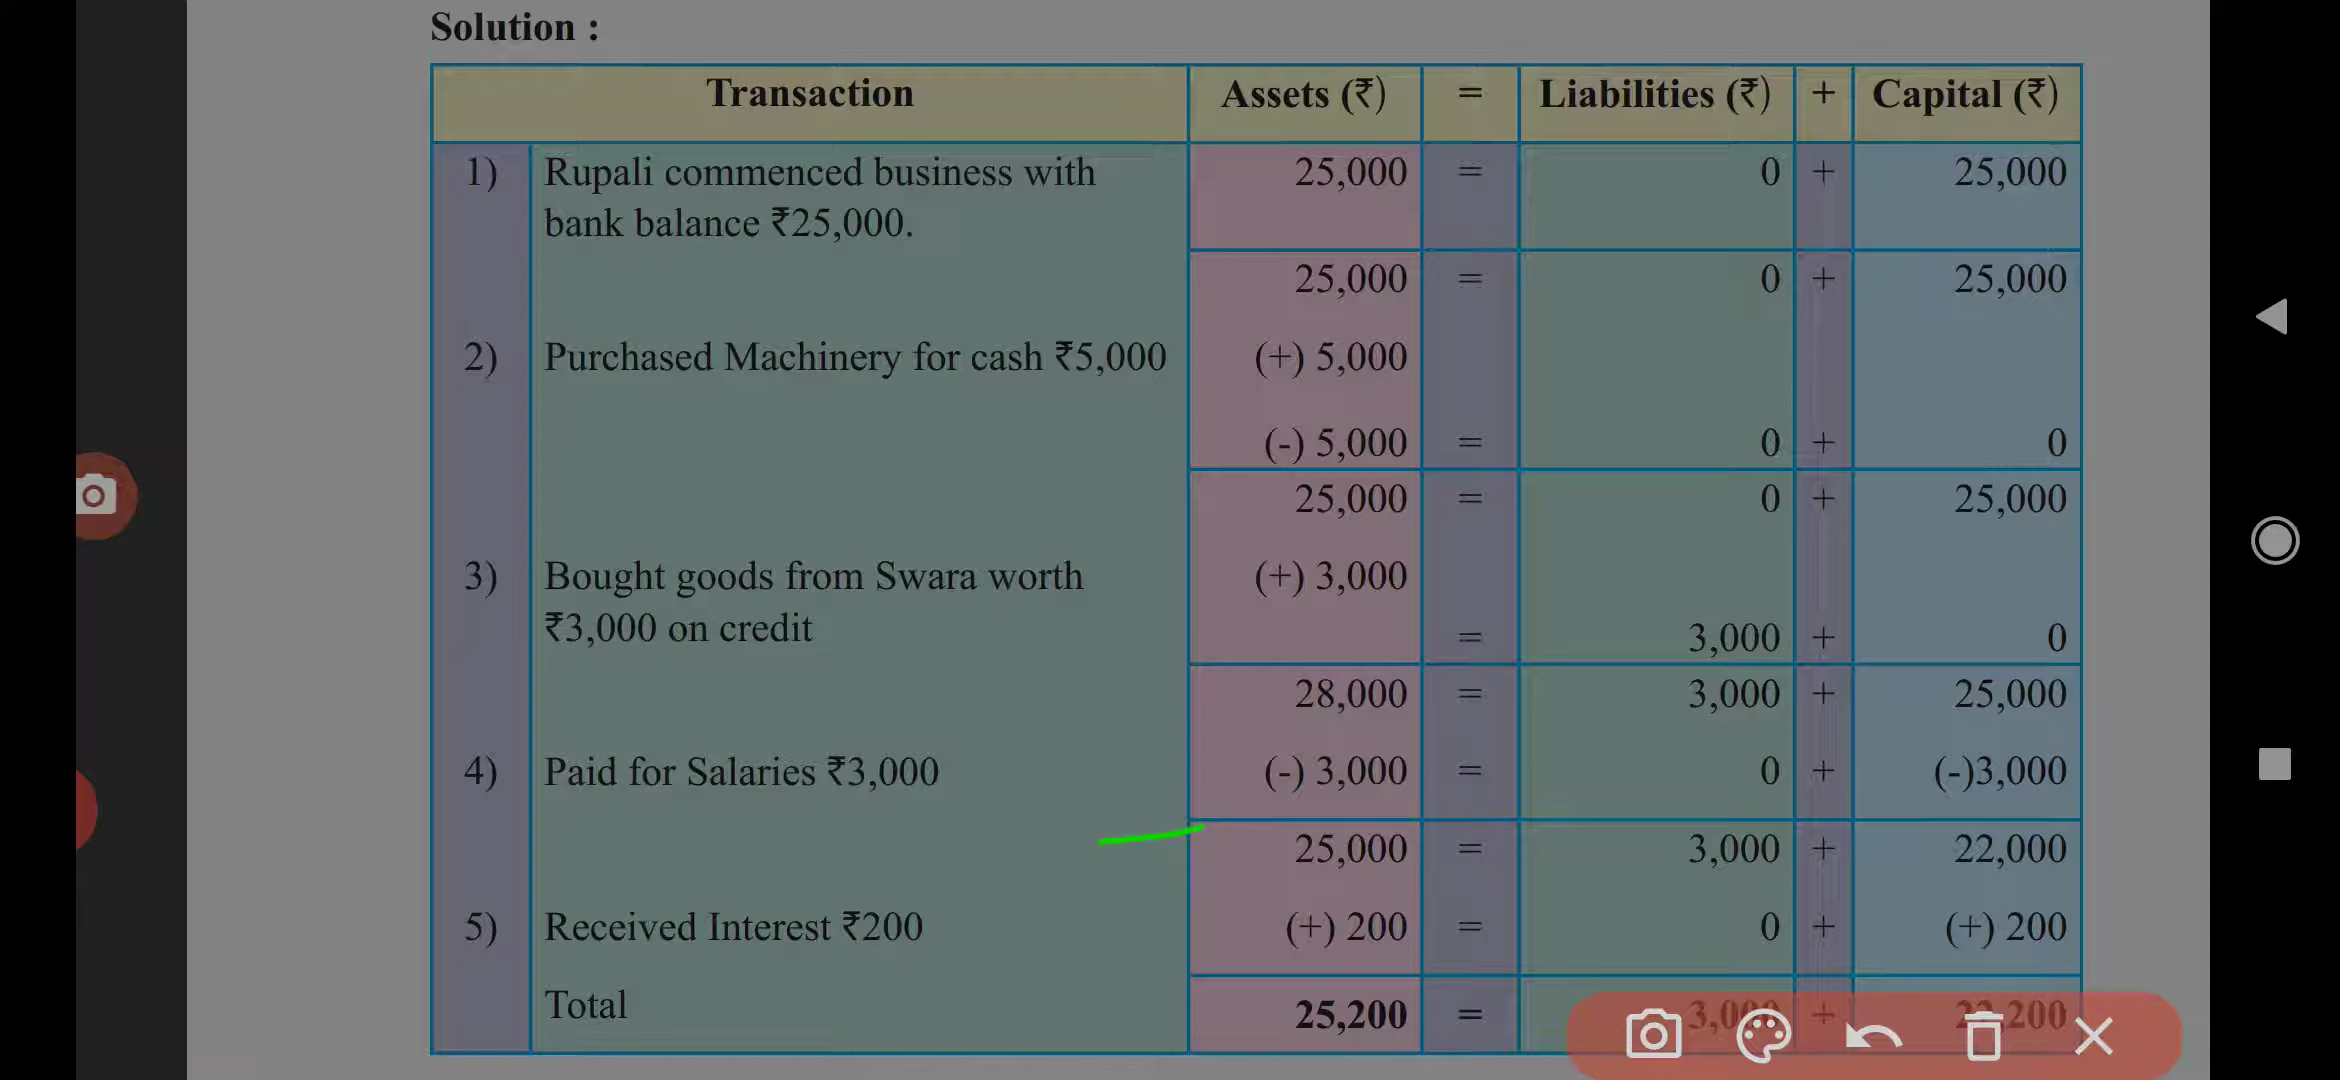 Solution :
Transaction Assets (₹) = Liabilities (₹) + Capital (₹)
1) Rupali commenced business with 25,000 = 0 + 25,000
bank balance ₹25,000.
25,000 = 0 + 25,000
2) Purchased Machinery for cash ₹5,000 (+) 5,000
(-) 5,000 = 0 + 0
25,000 = 0 + 25,000
3) Bought goods from Swara worth (+) 3,000
₹3,000 on credit = 3,000 + 0
28,000 = 3,000 + 25,000
4) Paid for Salaries ₹3,000 (-) 3,000 = 0 + (-)3,000
25,000 = 3,000 + 22,000
5) Received Interest ₹200 (+) 200 = 0 + (+) 200
Total 25,200 = 3,000 + 22,200